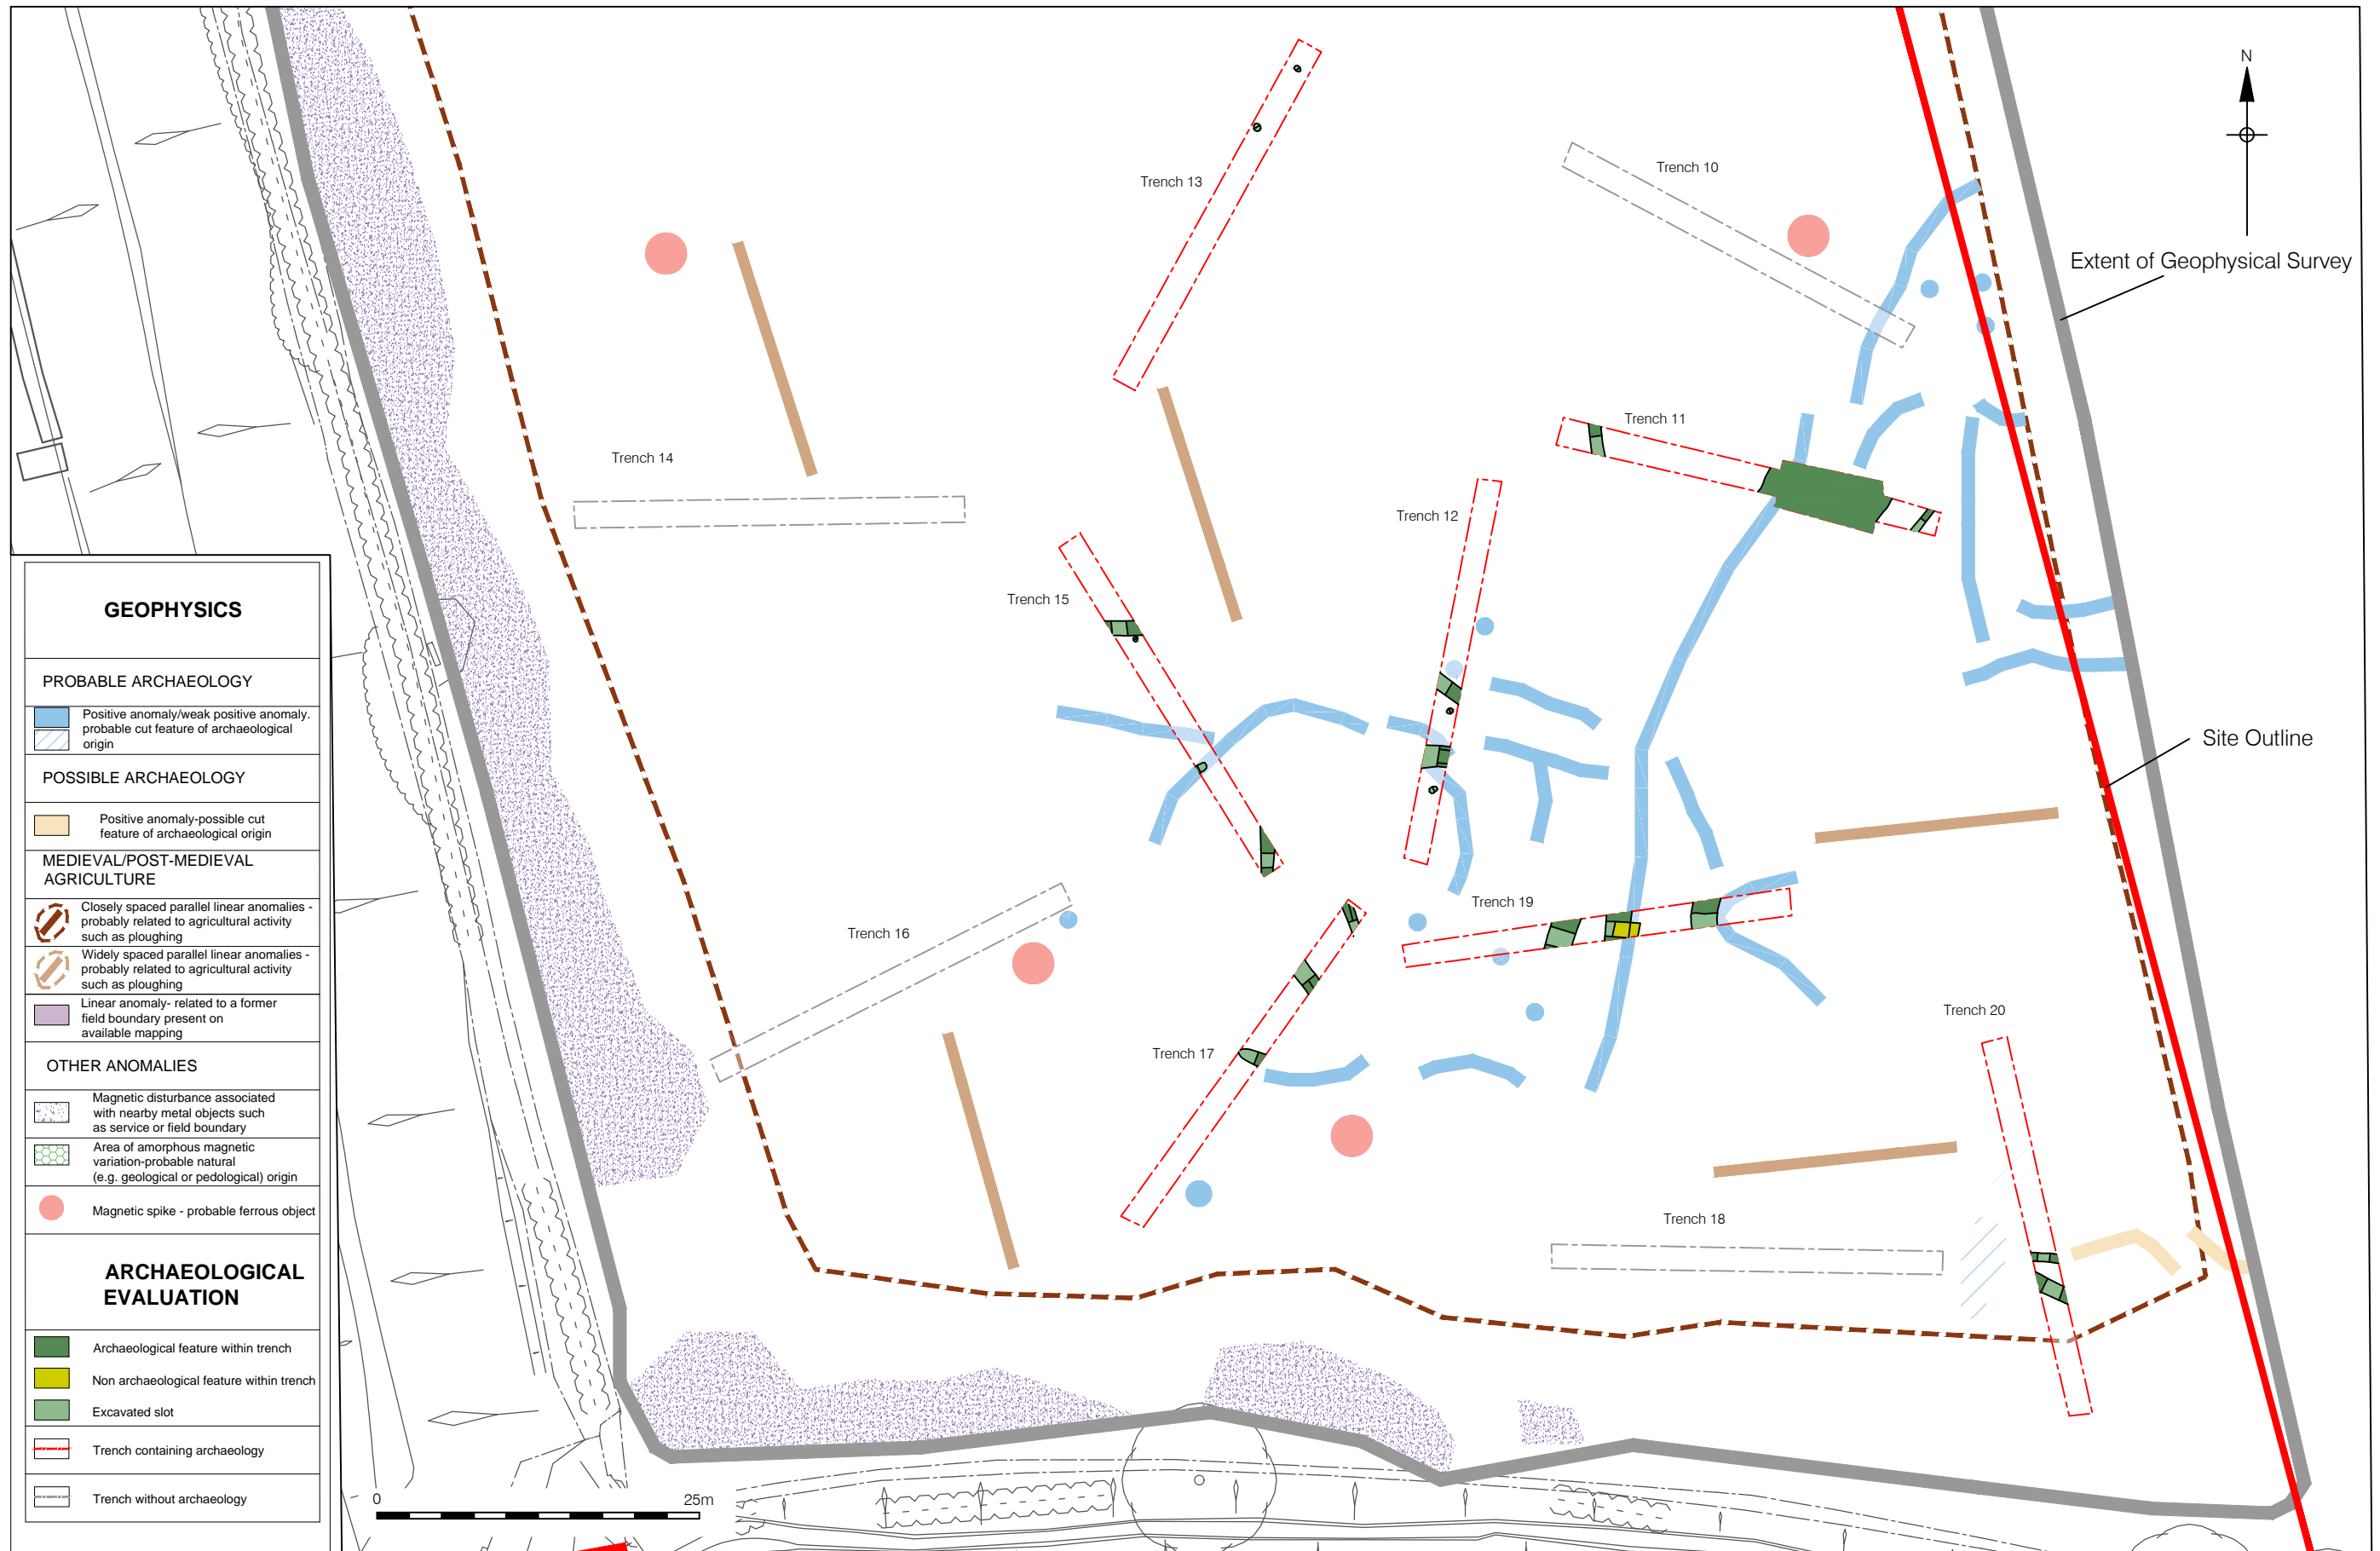 N
Extent of Geophysical Survey
Site Outline
Trench 10
Trench 13
Trench 11
Trench 14
Trench 12
Trench 15
Trench 19
Trench 16
Trench 20
Trench 17
Trench 18
GEOPHYSICS
PROBABLE ARCHAEOLOGY
Positive anomaly/weak positive anomaly.
probable cut feature of archaeological
origin
POSSIBLE ARCHAEOLOGY
Positive anomaly-possible cut
feature of archaeological origin
MEDIEVAL/POST-MEDIEVAL
AGRICULTURE
Closely spaced parallel linear anomalies -
probably related to agricultural activity
such as ploughing
Widely spaced parallel linear anomalies -
probably related to agricultural activity
such as ploughing
Linear anomaly- related to a former
field boundary present on
available mapping
OTHER ANOMALIES
Magnetic disturbance associated
with nearby metal objects such
as service or field boundary
Area of amorphous magnetic
variation-probable natural
(e.g. geological or pedological) origin
Magnetic spike - probable ferrous object
ARCHAEOLOGICAL
EVALUATION
Archaeological feature within trench
Non archaeological feature within trench
Excavated slot
Trench containing archaeology
Trench without archaeology
0 25m